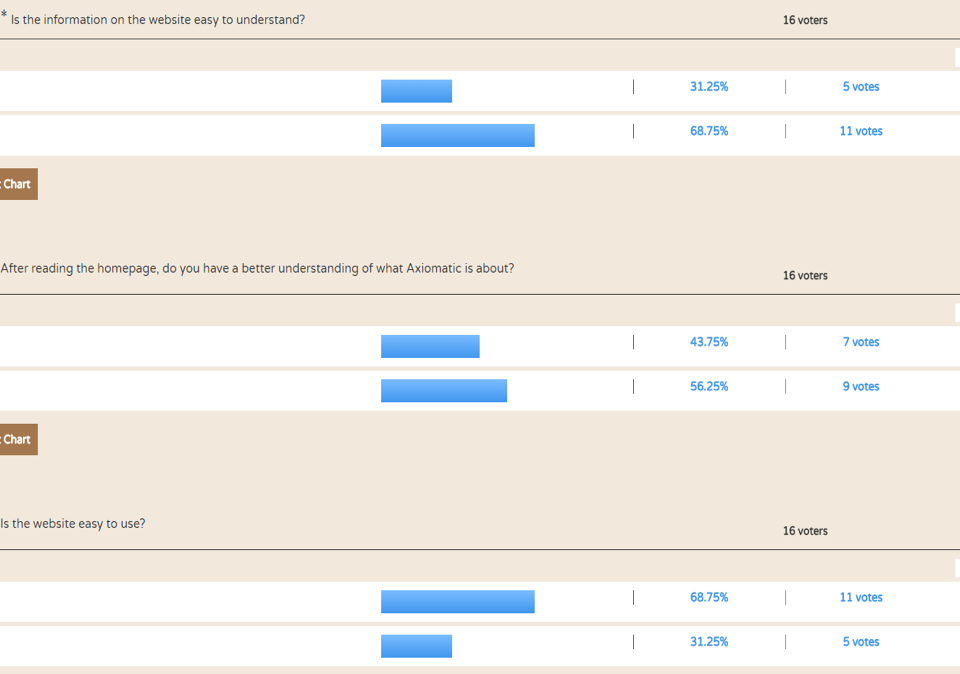 * Is the information on the website easy to understand? 16 voters
| 31.25% | 5 votes
| 68.75% | 11 votes
Chart
After reading the homepage, do you have a better understanding of what Axiomatic is about? 16 voters
| 43.75% | 7 votes
| 56.25% | 9 votes
Chart
Is the website easy to use? 16 voters
| 68.75% | 11 votes
| 31.25% | 5 votes